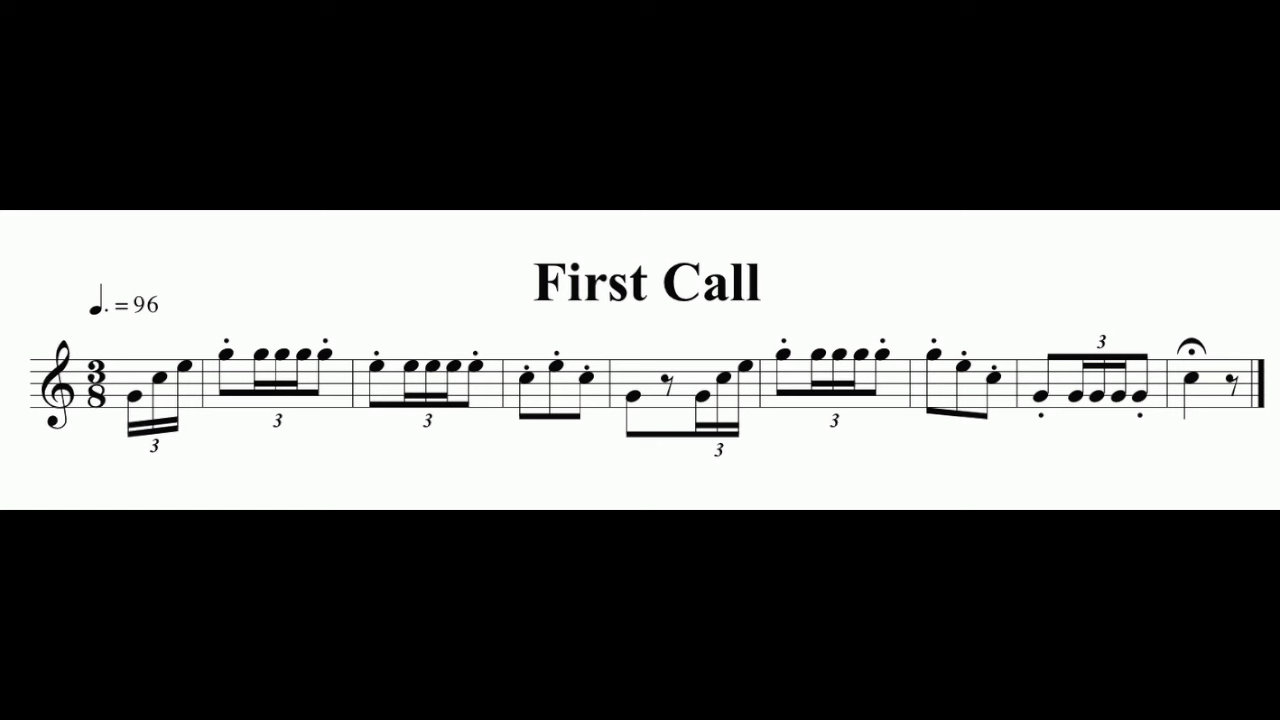 First Call
♩. = 96
3
8
3 3 3 3 3 3